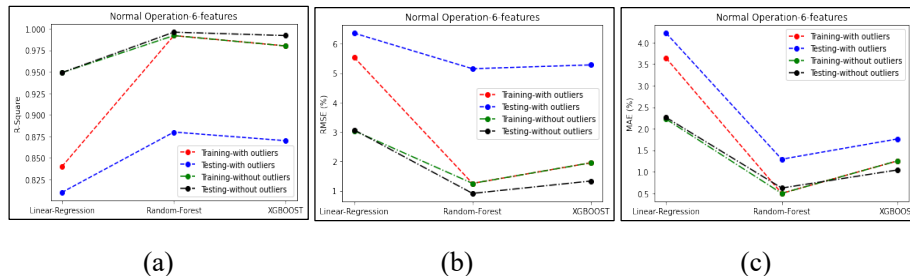 Normal Operation-6-features
R-Square
1.000
0.975
0.950
0.925
0.900
0.875
0.850
0.825
Training-with outliers
Testing-with outliers
Training-without outliers
Testing-without outliers
Linear-Regression Random-Forest XGBOOST
(a)
Normal Operation-6-features
RMSE (%)
6
5
4
3
2
1
Training-with outliers
Testing-with outliers
Training-without outliers
Testing-without outliers
Linear-Regression Random-Forest XGBOOST
(b)
Normal Operation-6-features
MAE (%)
4.0
3.5
3.0
2.5
2.0
1.5
1.0
0.5
Training-with outliers
Testing-with outliers
Training-without outliers
Testing-without outliers
Linear-Regression Random-Forest XGBOOST
(c)